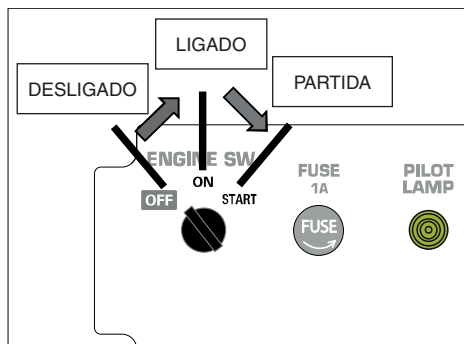 LIGADO
DESLIGADO
PARTIDA
ENGINE SW
OFF
ON
START
FUSE
1A
FUSE
PILOT
LAMP